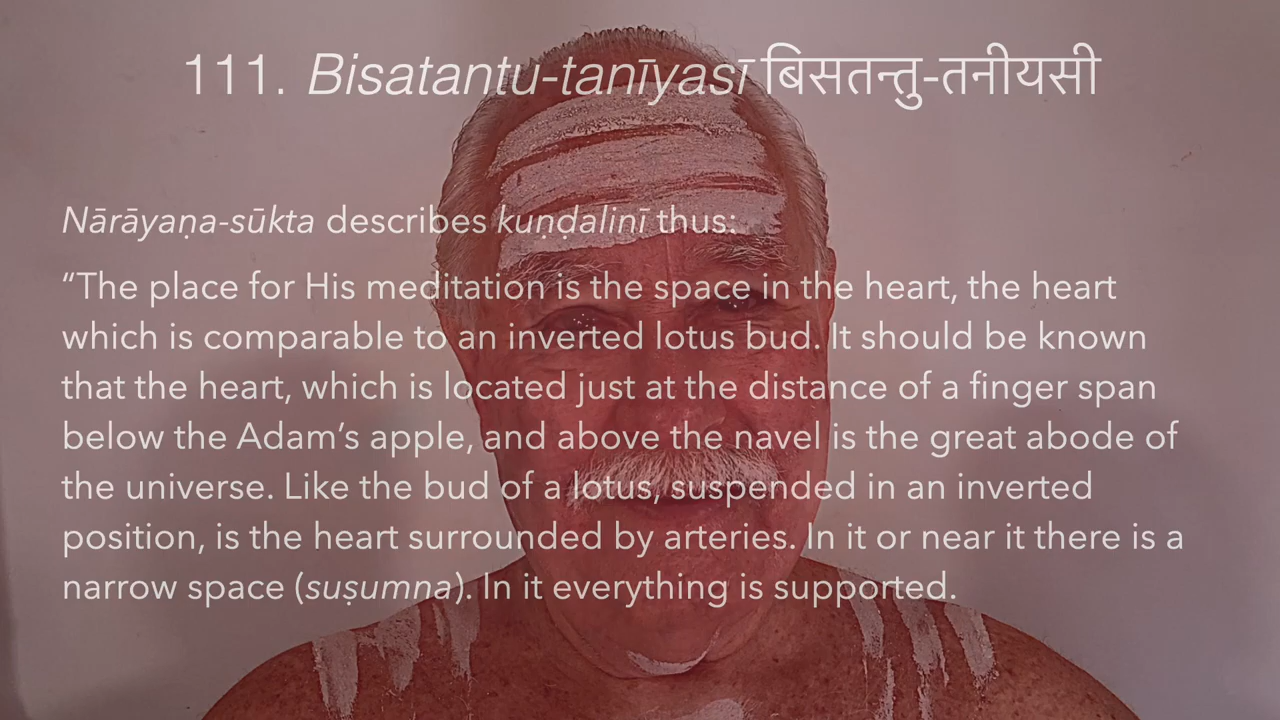 111. Bisatantu-tanīyasī बिसतन्तु-तनीयसी
Nārāyaṇa-sūkta describes kuṇḍalinī thus:
“The place for His meditation is the space in the heart, the heart
which is comparable to an inverted lotus bud. It should be known
that the heart, which is located just at the distance of a finger span
below the Adam’s apple, and above the navel is the great abode of
the universe. Like the bud of a lotus, suspended in an inverted
position, is the heart surrounded by arteries. In it or near it there is a
narrow space (suṣumna). In it everything is supported.